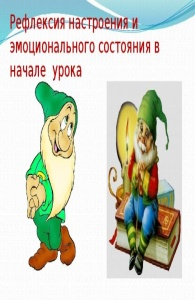 Рефлексия настроения и
эмоционального состояния в
начале урока